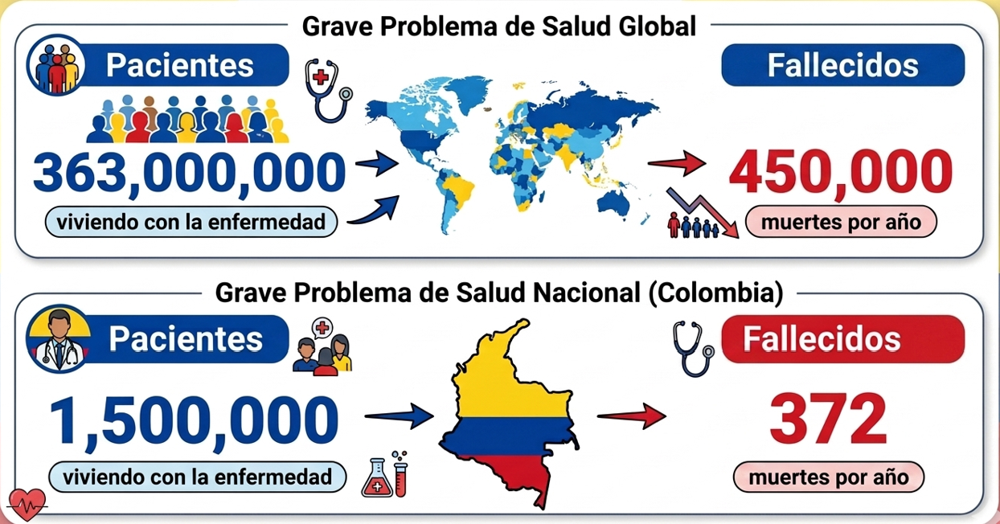 Grave Problema de Salud Global
Pacientes
Fallecidos
363,000,000
450,000
viviendo con la enfermedad
muertes por año
Grave Problema de Salud Nacional (Colombia)
Pacientes
Fallecidos
1,500,000
372
viviendo con la enfermedad
muertes por año